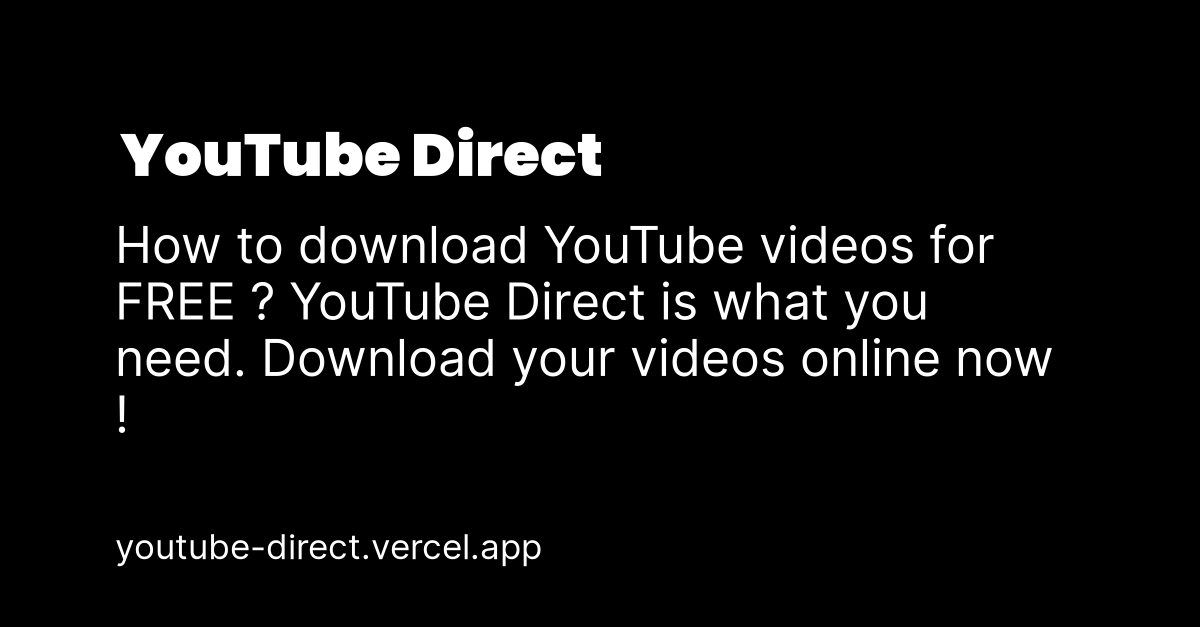 YouTube Direct
How to download YouTube videos for
FREE ? YouTube Direct is what you
need. Download your videos online now
!
youtube-direct.vercel.app